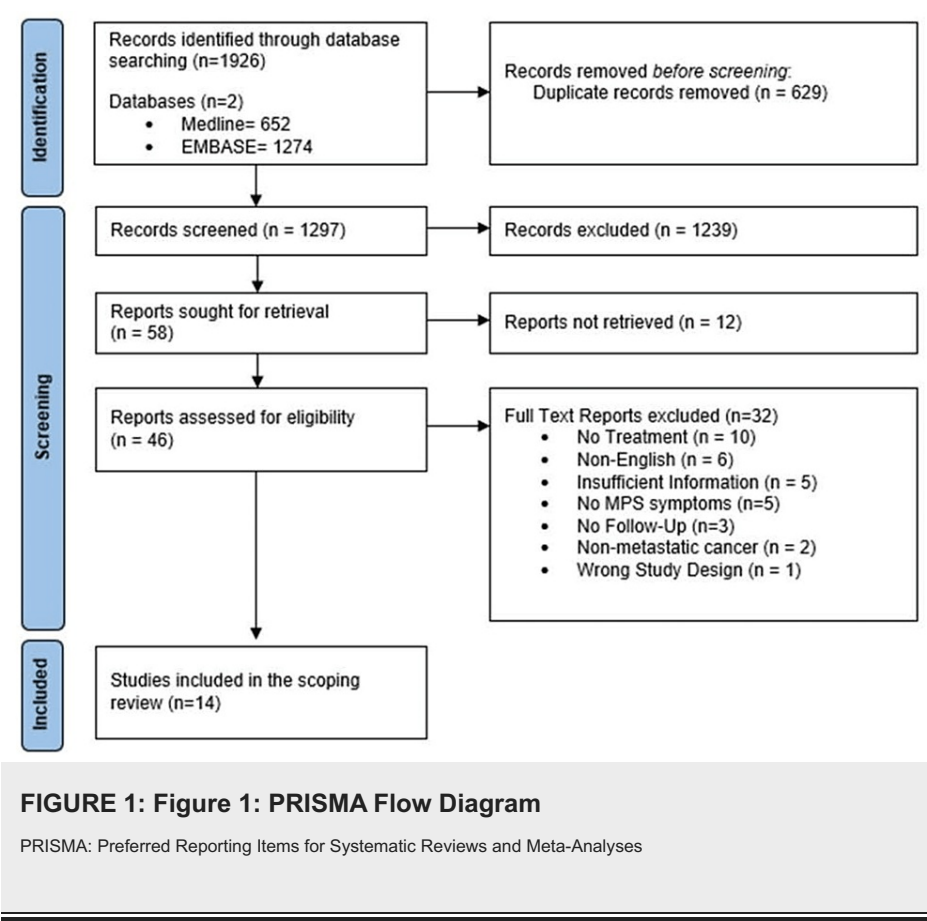 Identification
Records identified through database
searching (n=1926)
Databases (n=2)
• Medline= 652
• EMBASE= 1274
Records removed before screening:
Duplicate records removed (n = 629)
Screening
Records screened (n = 1297)
Records excluded (n = 1239)
Reports sought for retrieval
(n = 58)
Reports not retrieved (n = 12)
Reports assessed for eligibility
(n = 46)
Full Text Reports excluded (n=32)
• No Treatment (n = 10)
• Non-English (n = 6)
• Insufficient Information (n = 5)
• No MPS symptoms (n=5)
• No Follow-Up (n=3)
• Non-metastatic cancer (n = 2)
• Wrong Study Design (n = 1)
Included
Studies included in the scoping
review (n=14)
FIGURE 1: Figure 1: PRISMA Flow Diagram
PRISMA: Preferred Reporting Items for Systematic Reviews and Meta-Analyses